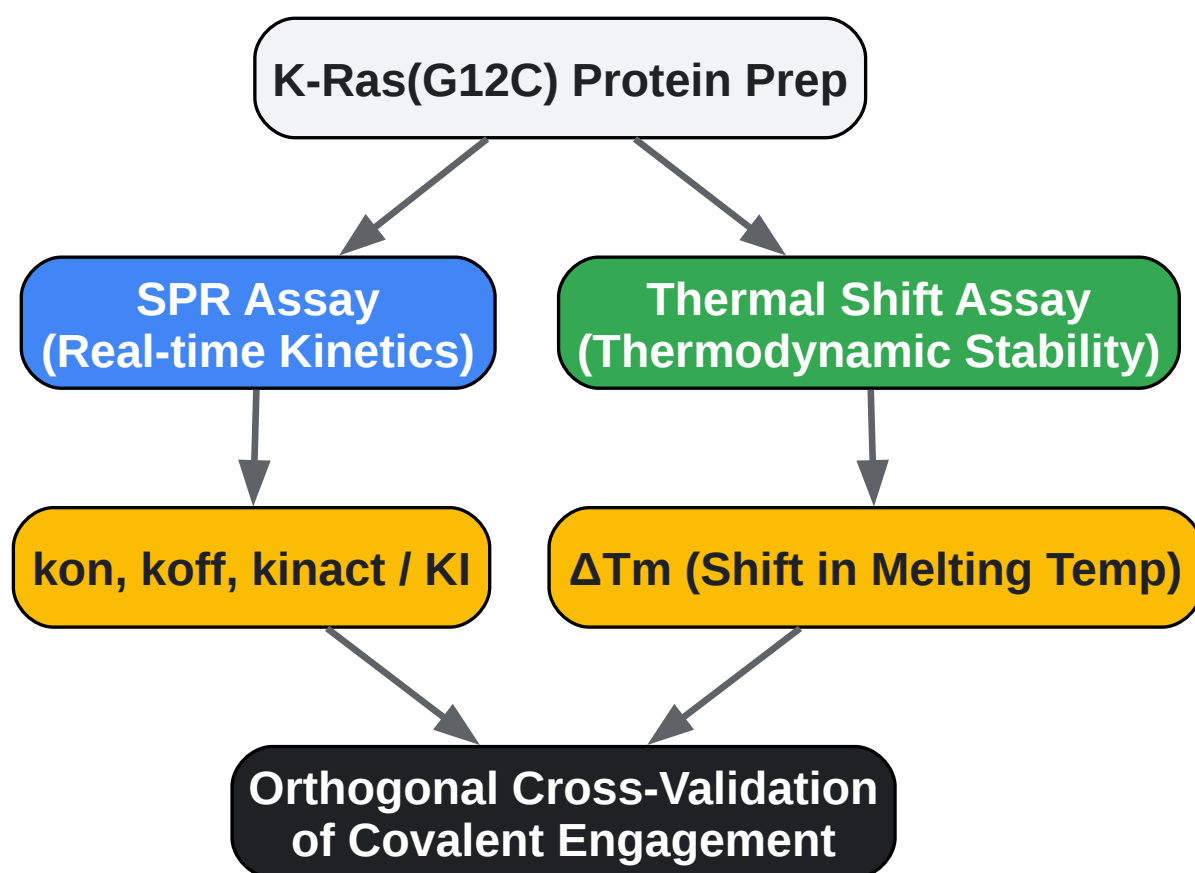 K-Ras(G12C) Protein Prep
SPR Assay
(Real-time Kinetics)
Thermal Shift Assay
(Thermodynamic Stability)
kon, koff, kinact / KI
ΔTm (Shift in Melting Temp)
Orthogonal Cross-Validation
of Covalent Engagement